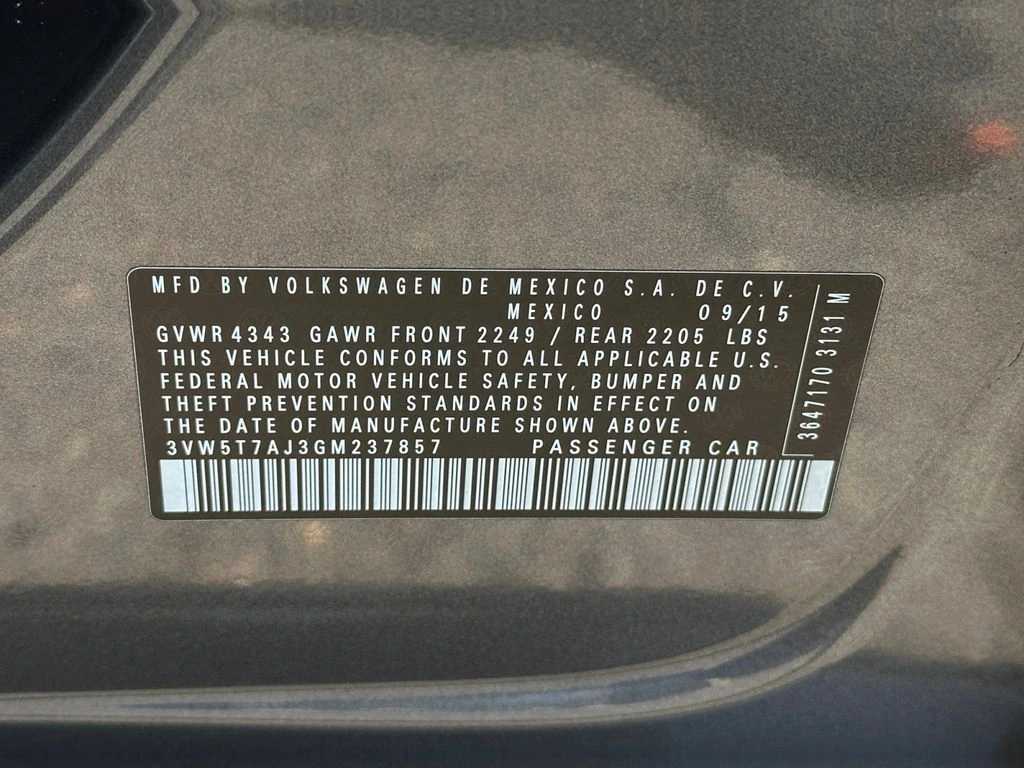 MFD BY VOLKSWAGEN DE MEXICO S.A. DE C.V.
MEXICO 09/15
GVWR 4343 GAWR FRONT 2249 / REAR 2205 LBS
THIS VEHICLE CONFORMS TO ALL APPLICABLE U.S.
FEDERAL MOTOR VEHICLE SAFETY, BUMPER AND
THEFT PREVENTION STANDARDS IN EFFECT ON
THE DATE OF MANUFACTURE SHOWN ABOVE.
3VW5T7AJ3GM237857 PASSENGER CAR
3647170 3131 M